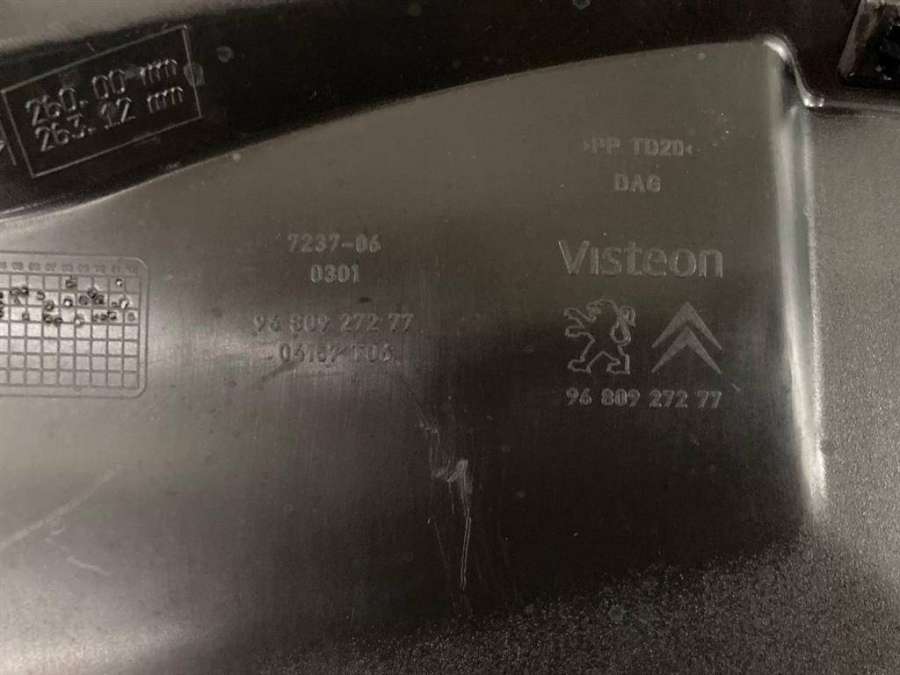 260.00 mm
263.12 mm
>PP TD20<
DAG
7237-06
0301
Visteon
96 809 272 77
96 809 272 77